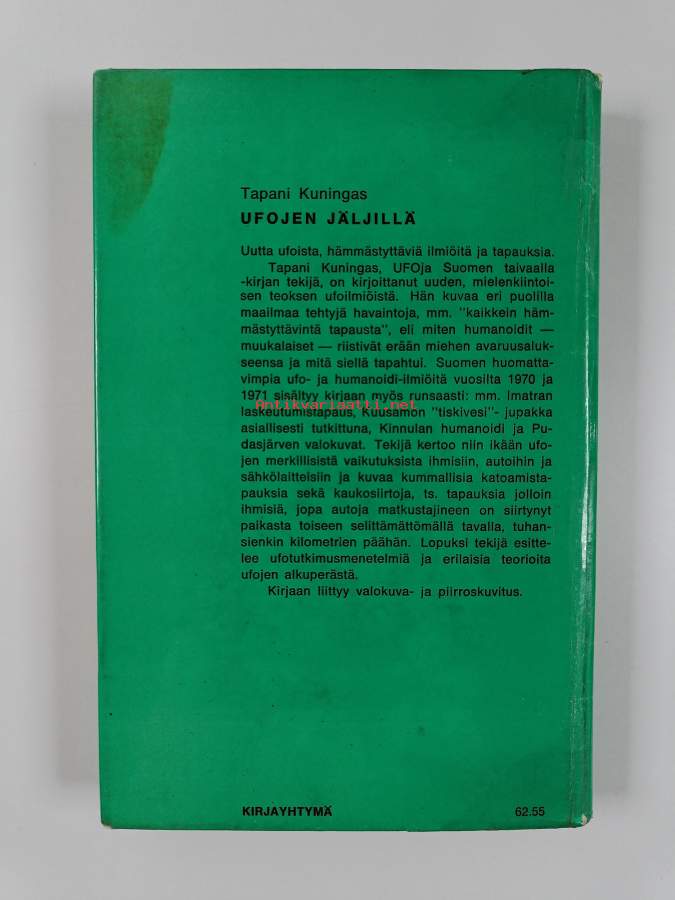 Tapani Kuningas
UFOJEN JÄLJILLÄ
Uutta ufoista, hämmästyttäviä ilmiöitä ja tapauksia.
Tapani Kuningas, UFOja Suomen taivaalla
-kirjan tekijä, on kirjoittanut uuden, mielenkiintoi-
sen teoksen ufoilmiöistä. Hän kuvaa eri puolilla
maailmaa tehtyjä havaintoja, mm. "kaikkein häm-
mästyttävintä tapausta", eli miten humanoidit —
muukalaiset — riistivät erään miehen avaruusaluk-
seensa ja mitä siellä tapahtui. Suomen huomatta-
vimpia ufo- ja humanoidi-ilmiöitä vuosilta 1970 ja
1971 sisältyy kirjaan myös runsaasti: mm. Imatran
Antikvariaatti.net
laskeutumistapaus, Kuusamon "tiskivesi"- jupakka
asiallisesti tutkittuna, Kinnulan humanoidi ja Pu-
dasjärven valokuvat. Tekijä kertoo niin ikään ufo-
jen merkillisistä vaikutuksista ihmisiin, autoihin ja
sähkölaitteisiin ja kuvaa kummallisia katoamista-
pauksia sekä kaukosiirtoja, ts. tapauksia jolloin
ihmisiä, jopa autoja matkustajineen on siirtynyt
paikasta toiseen selittämättömällä tavalla, tuhan-
sienkin kilometrien päähän. Lopuksi tekijä esitte-
lee ufotutkimusmenetelmiä ja erilaisia teorioita
ufojen alkuperästä.
Kirjaan liittyy valokuva- ja piirroskuvitus.
KIRJAYHTYMÄ 62.55